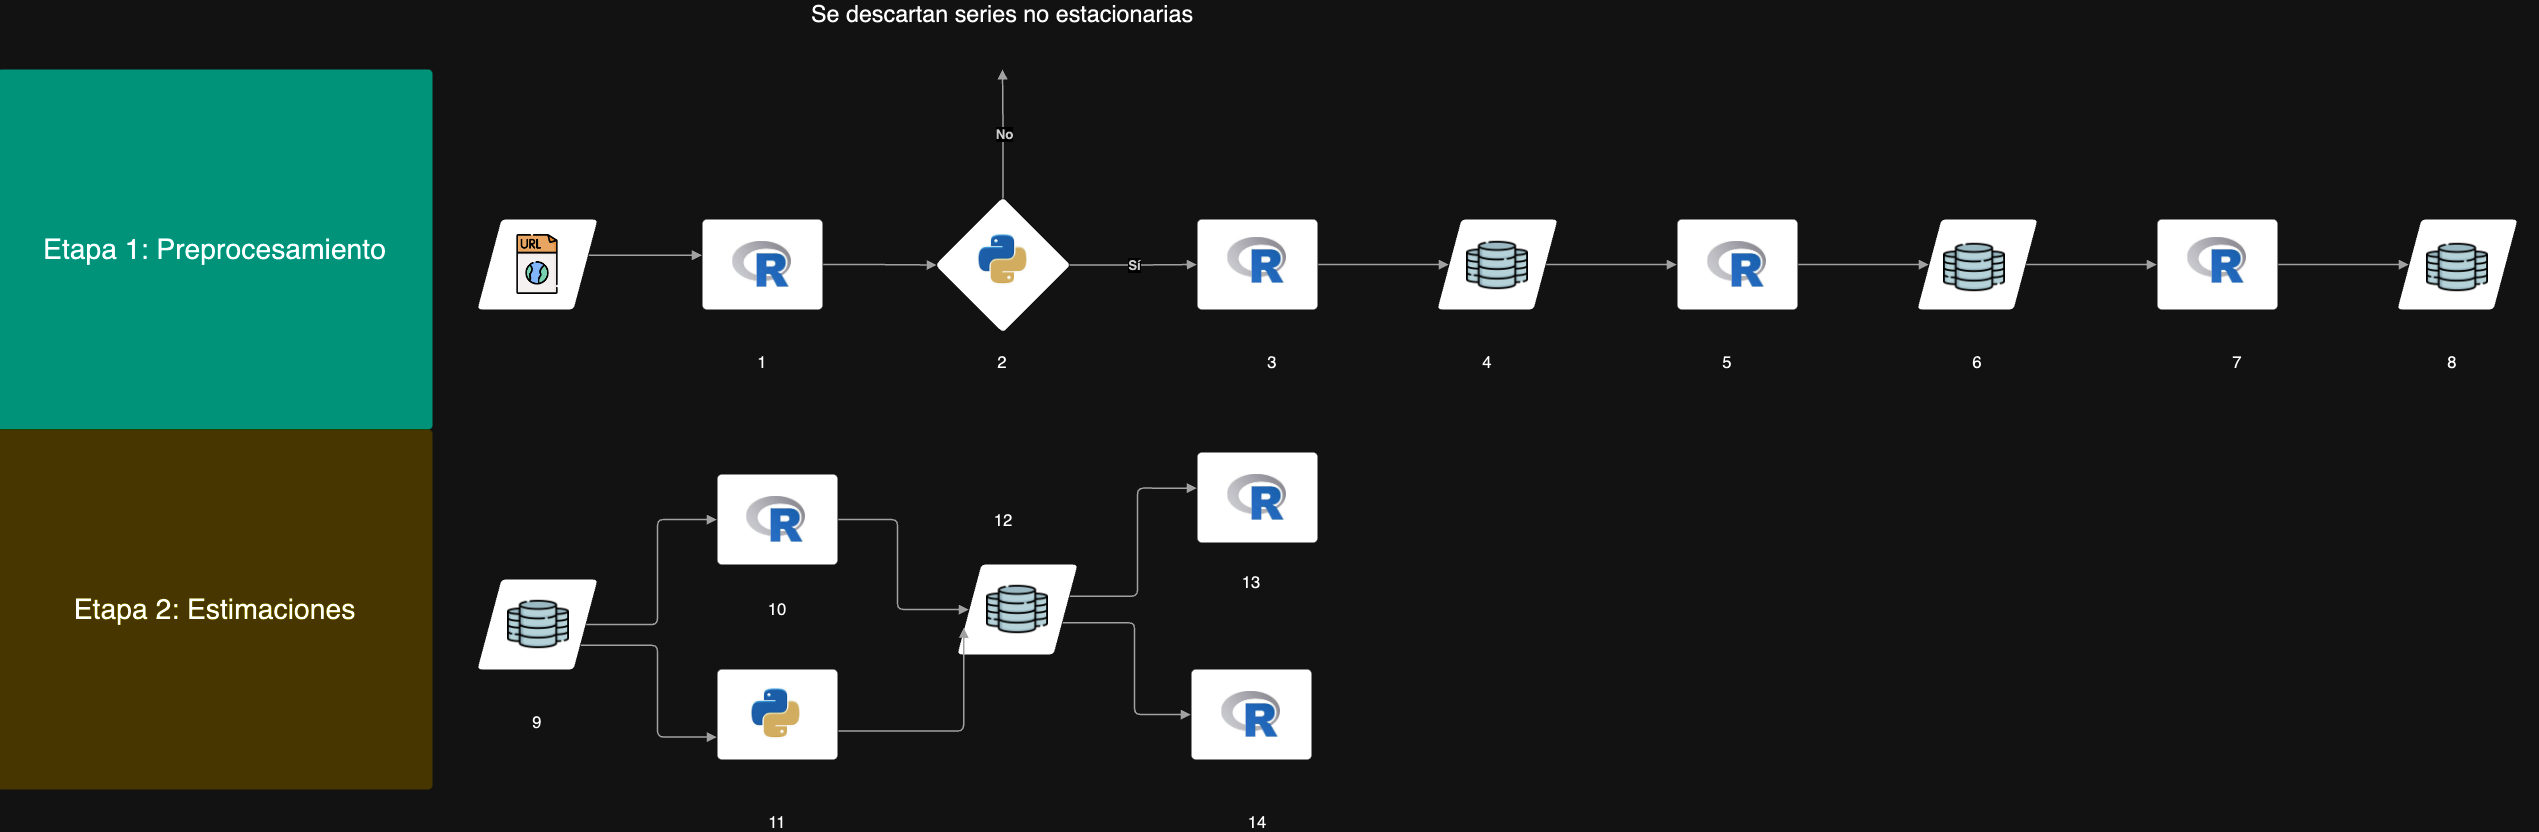 Se descartan series no estacionarias
No
Etapa 1: Preprocesamiento
URL
R
Sí
R
R
R
1
2
3
4
5
6
7
8
Etapa 2: Estimaciones
R
12
R
13
10
9
R
11
14